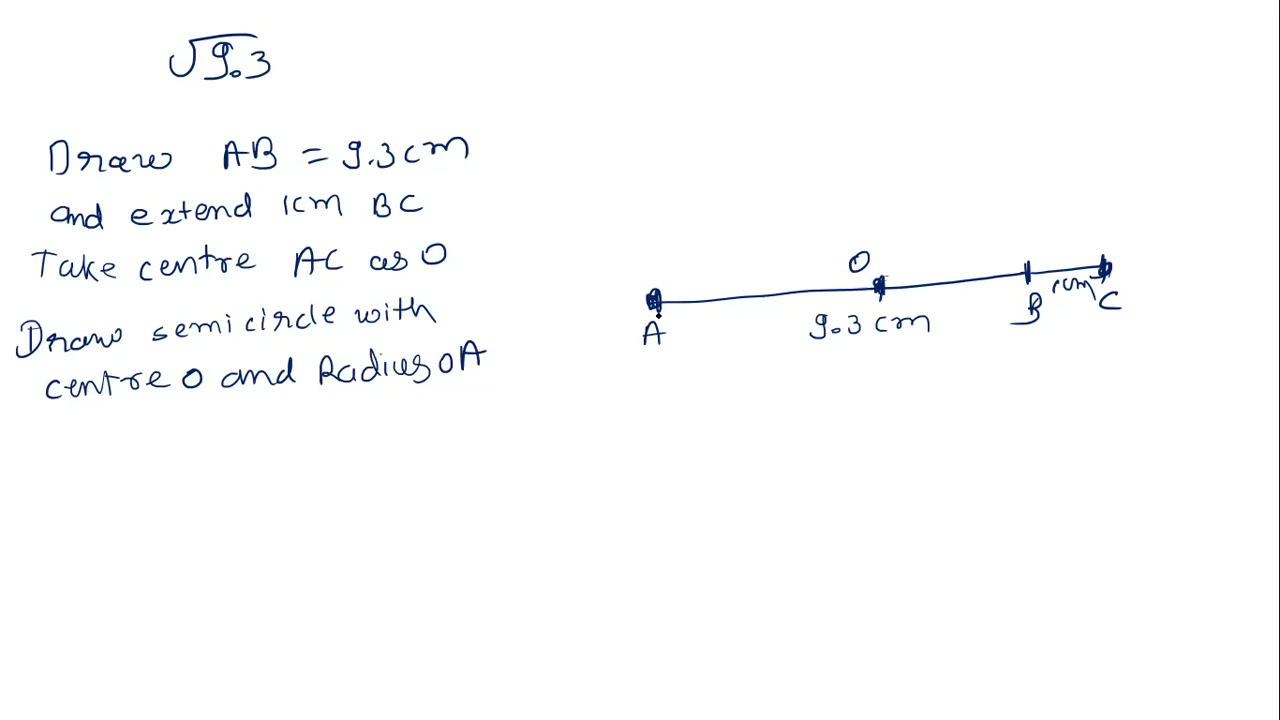 √9.3
Draw AB = 9.3cm
and extend 1cm BC
Take centre AC as O
Draw semicircle with
centre O and Radius OA
O
A
9.3 cm
B
1cm
C